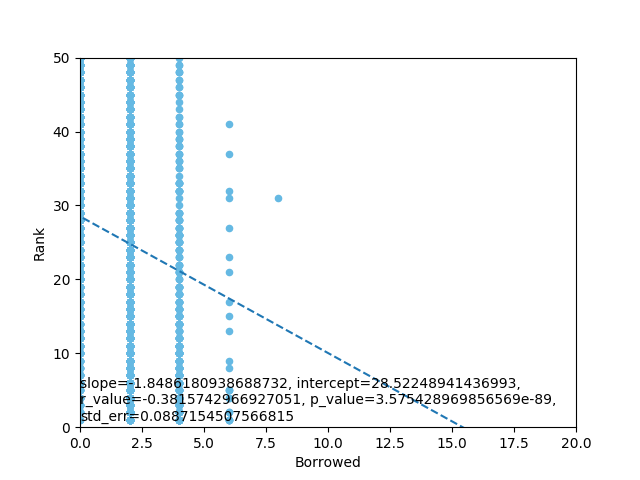 50
40
30
20
10
0
Rank
slope=-1.8486180938688732, intercept=28.52248941436993,
r_value=-0.3815742966927051, p_value=3.575428969856569e-89,
std_err=0.0887154507566815
0.0 2.5 5.0 7.5 10.0 12.5 15.0 17.5 20.0
Borrowed